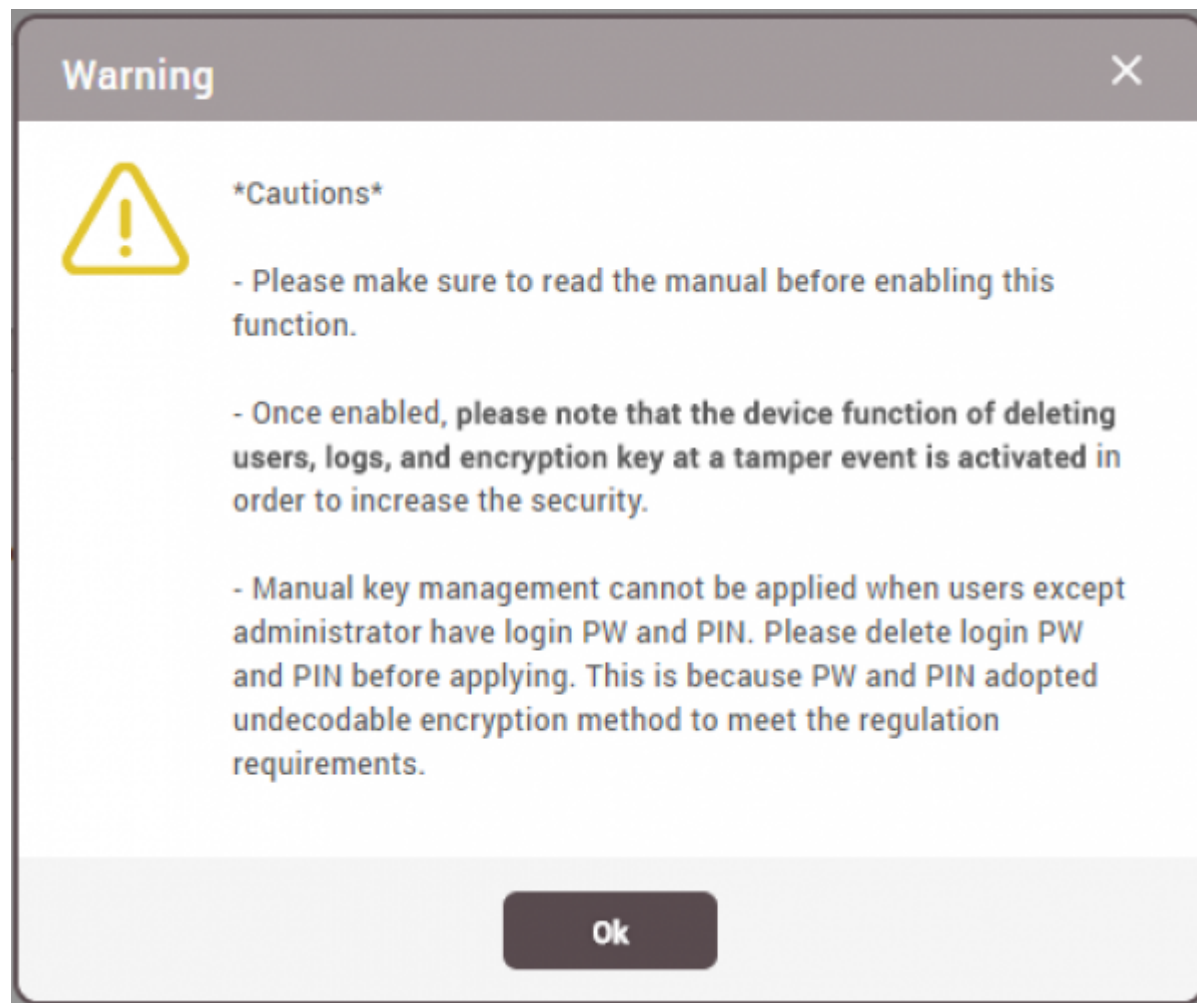 Warning
*Cautions*
- Please make sure to read the manual before enabling this
function.
- Once enabled, please note that the device function of deleting
users, logs, and encryption key at a tamper event is activated in
order to increase the security.
- Manual key management cannot be applied when users except
administrator have login PW and PIN. Please delete login PW
and PIN before applying. This is because PW and PIN adopted
undecodable encryption method to meet the regulation
requirements.
Ok